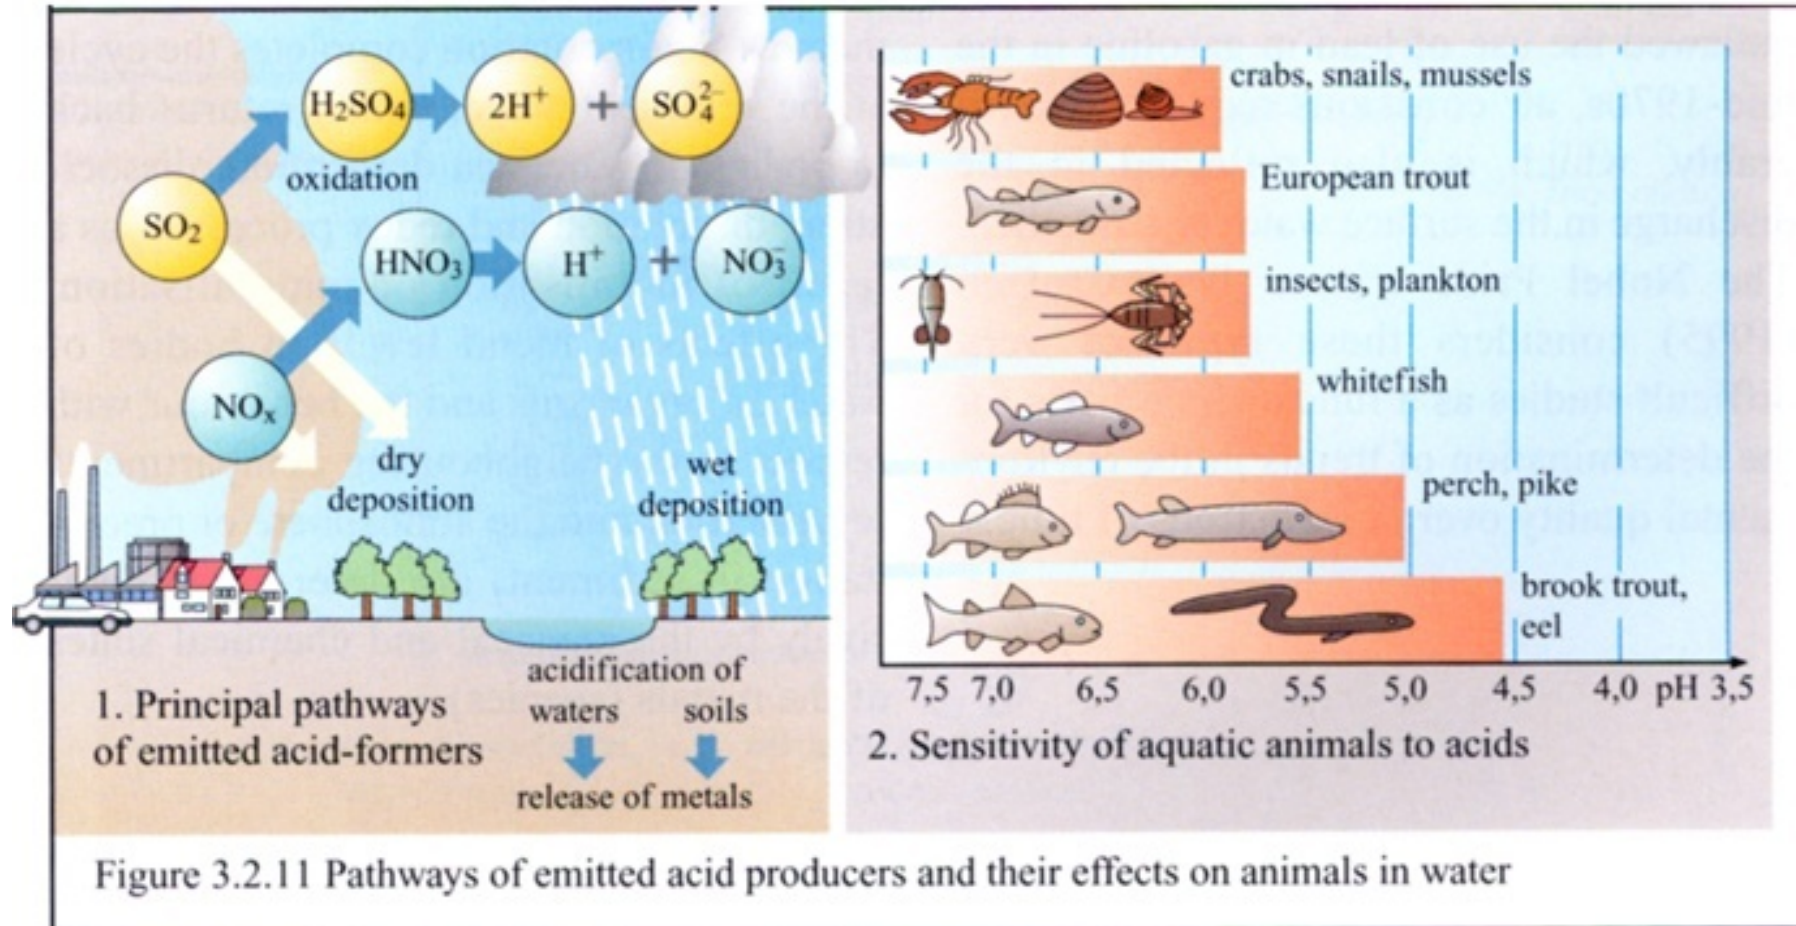 H₂SO₄
2H⁺ + SO₄²⁻
oxidation
SO₂
HNO₃
H⁺ + NO₃⁻
NOₓ
dry
deposition
wet
deposition
acidification of
waters soils
release of metals
1. Principal pathways
of emitted acid-formers
crabs, snails, mussels
European trout
insects, plankton
whitefish
perch, pike
brook trout,
eel
7,5 7,0 6,5 6,0 5,5 5,0 4,5 4,0 pH 3,5
2. Sensitivity of aquatic animals to acids
Figure 3.2.11 Pathways of emitted acid producers and their effects on animals in water